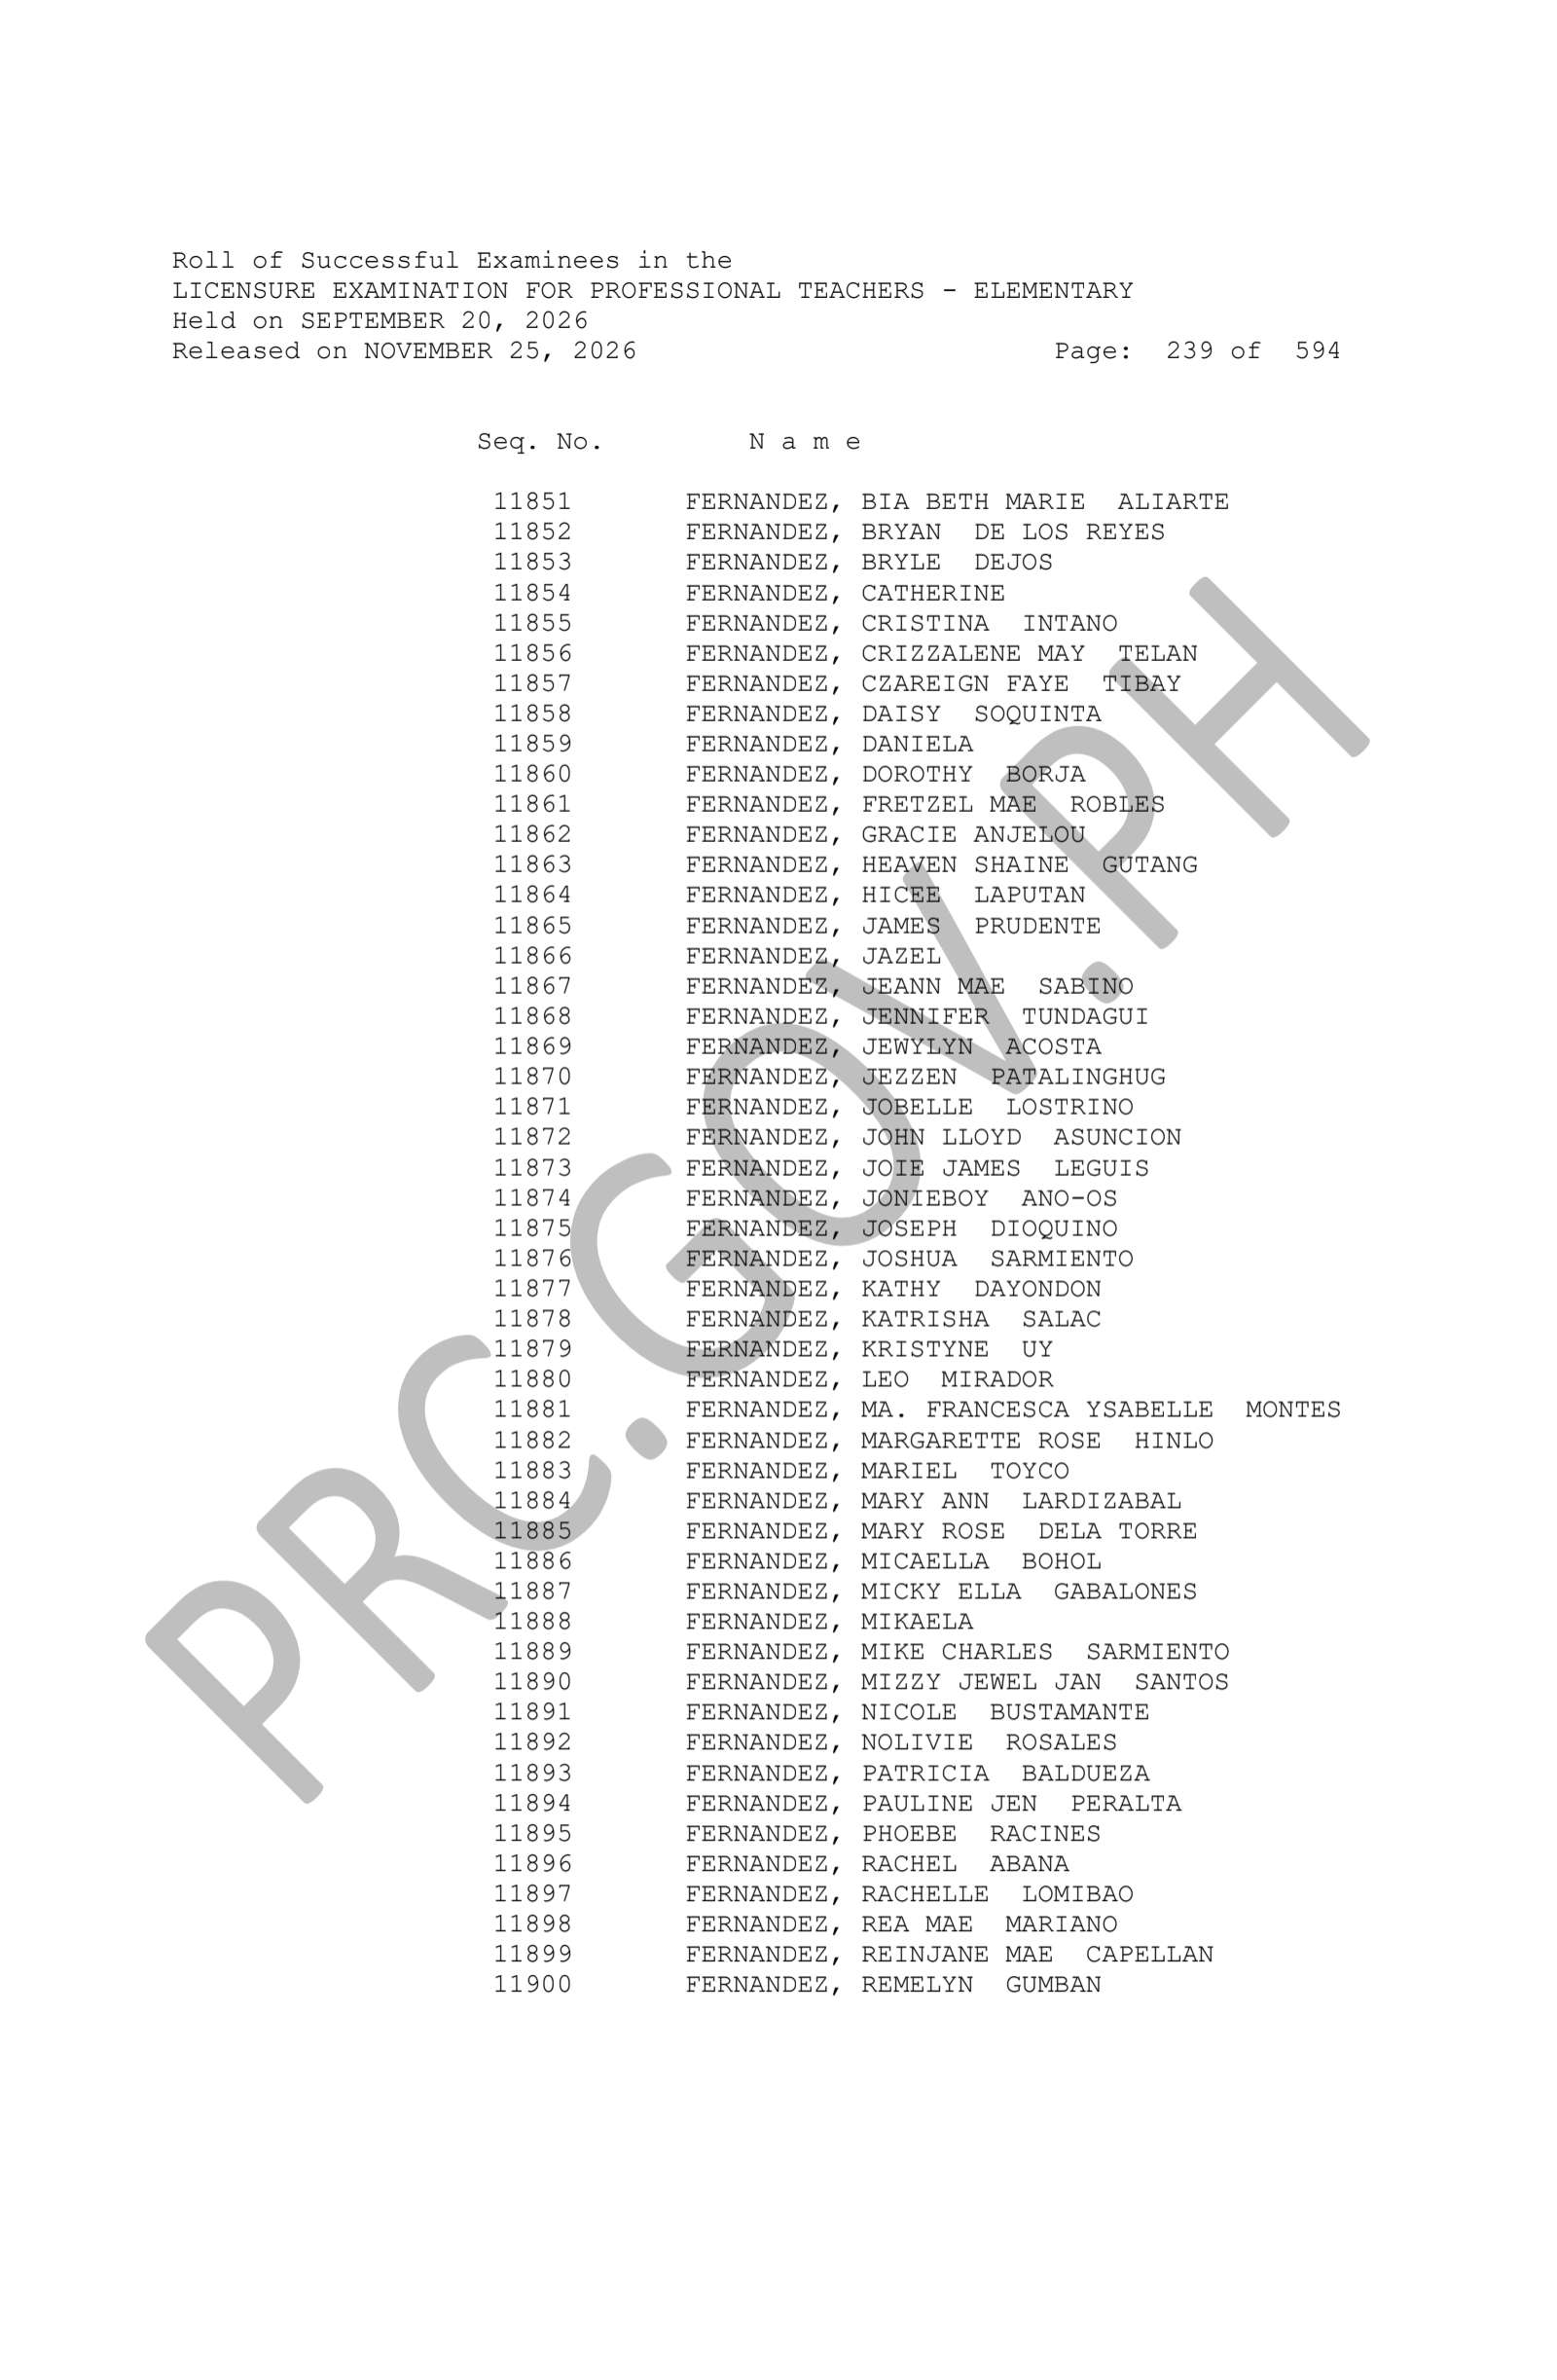 Roll of Successful Examinees in the
LICENSURE EXAMINATION FOR PROFESSIONAL TEACHERS - ELEMENTARY
Held on SEPTEMBER 20, 2026
Released on NOVEMBER 25, 2026 Page: 239 of 594
Seq. No. N a m e
11851 FERNANDEZ, BIA BETH MARIE ALIARTE
11852 FERNANDEZ, BRYAN DE LOS REYES
11853 FERNANDEZ, BRYLE DEJOS
11854 FERNANDEZ, CATHERINE
11855 FERNANDEZ, CRISTINA INTANO
11856 FERNANDEZ, CRIZZALENE MAY TELAN
11857 FERNANDEZ, CZAREIGN FAYE TIBAY
11858 FERNANDEZ, DAISY SOQUINTA
11859 FERNANDEZ, DANIELA
11860 FERNANDEZ, DOROTHY BORJA
11861 FERNANDEZ, FRETZEL MAE ROBLES
11862 FERNANDEZ, GRACIE ANJELOU
11863 FERNANDEZ, HEAVEN SHAINE GUTANG
11864 FERNANDEZ, HICEE LAPUTAN
11865 FERNANDEZ, JAMES PRUDENTE
11866 FERNANDEZ, JAZEL
11867 FERNANDEZ, JEANN MAE SABINO
11868 FERNANDEZ, JENNIFER TUNDAGUI
11869 FERNANDEZ, JEWYLYN ACOSTA
11870 FERNANDEZ, JEZZEN PATALINGHUG
11871 FERNANDEZ, JOBELLE LOSTRINO
11872 FERNANDEZ, JOHN LLOYD ASUNCION
11873 FERNANDEZ, JOIE JAMES LEGUIS
11874 FERNANDEZ, JONIEBOY ANO-OS
11875 FERNANDEZ, JOSEPH DIOQUINO
11876 FERNANDEZ, JOSHUA SARMIENTO
11877 FERNANDEZ, KATHY DAYONDON
11878 FERNANDEZ, KATRISHA SALAC
11879 FERNANDEZ, KRISTYNE UY
11880 FERNANDEZ, LEO MIRADOR
11881 FERNANDEZ, MA. FRANCESCA YSABELLE MONTES
11882 FERNANDEZ, MARGARETTE ROSE HINLO
11883 FERNANDEZ, MARIEL TOYCO
11884 FERNANDEZ, MARY ANN LARDIZABAL
11885 FERNANDEZ, MARY ROSE DELA TORRE
11886 FERNANDEZ, MICAELLA BOHOL
11887 FERNANDEZ, MICKY ELLA GABALONES
11888 FERNANDEZ, MIKAELA
11889 FERNANDEZ, MIKE CHARLES SARMIENTO
11890 FERNANDEZ, MIZZY JEWEL JAN SANTOS
11891 FERNANDEZ, NICOLE BUSTAMANTE
11892 FERNANDEZ, NOLIVIE ROSALES
11893 FERNANDEZ, PATRICIA BALDUEZA
11894 FERNANDEZ, PAULINE JEN PERALTA
11895 FERNANDEZ, PHOEBE RACINES
11896 FERNANDEZ, RACHEL ABANA
11897 FERNANDEZ, RACHELLE LOMIBAO
11898 FERNANDEZ, REA MAE MARIANO
11899 FERNANDEZ, REINJANE MAE CAPELLAN
11900 FERNANDEZ, REMELYN GUMBAN
PRC.GOV.PH